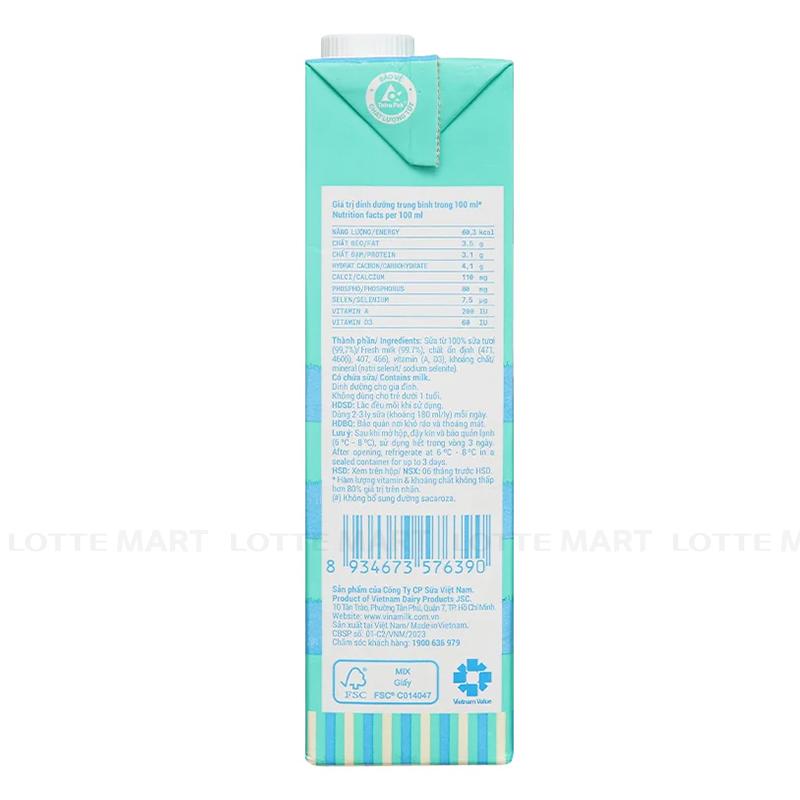 BẢO VỆ
Tetra Pak
CHẤT LƯỢNG TỐT
Giá trị dinh dưỡng trung bình trong 100 ml*
Nutrition facts per 100 ml
NĂNG LƯỢNG/ENERGY 60,3 kcal
CHẤT BÉO/FAT 3.5 g
CHẤT ĐẠM/PROTEIN 3.1 g
HYDRAT CACBON/CARBOHYDRATE 4,1 g
CALCI/CALCIUM 110 mg
PHOSPHO/PHOSPHORUS 80 mg
SELEN/SELENIUM 7.5 µg
VITAMIN A 200 IU
VITAMIN D3 60 IU
Thành phần/ Ingredients: Sữa từ 100% sữa tươi
(99,7%)/ Fresh milk (99.7%), chất ổn định (471,
460(i), 407, 466), vitamin (A, D3), khoáng chất/
mineral (natri selenit/ sodium selenite).
Có chứa sữa/ Contains milk.
Dinh dưỡng cho gia đình.
Không dùng cho trẻ dưới 1 tuổi.
HDSD: Lắc đều mỗi khi sử dụng.
Dùng 2-3 ly sữa (khoảng 180 ml/ly) mỗi ngày.
HDBQ: Bảo quản nơi khô ráo và thoáng mát.
Lưu ý: Sau khi mở hộp, đậy kín và bảo quản lạnh
(6 °C - 8 °C), sử dụng hết trong vòng 3 ngày.
After opening, refrigerate at 6 °C - 8 °C in a
sealed container for up to 3 days.
HSD: Xem trên hộp/ NSX: 06 tháng trước HSD.
* Hàm lượng vitamin & khoáng chất không thấp
hơn 80% giá trị trên nhãn.
(#) Không bổ sung đường sacaroza.
LOTTE MART LOTTE MART LOTTE MART LOTTE M
8 934673 576390
Sản phẩm của Công Ty CP Sữa Việt Nam.
Product of Vietnam Dairy Products JSC.
10 Tân Trào, Phường Tân Phú, Quận 7, TP. Hồ Chí Minh.
Website: www.vinamilk.com.vn
Sản xuất tại Việt Nam/ Made in Vietnam.
CBSP số: 01-C2/VNM/2023
Chăm sóc khách hàng: 1900 636 979
FSC
MIX
Giấy
FSC® C014047
Vietnam Value